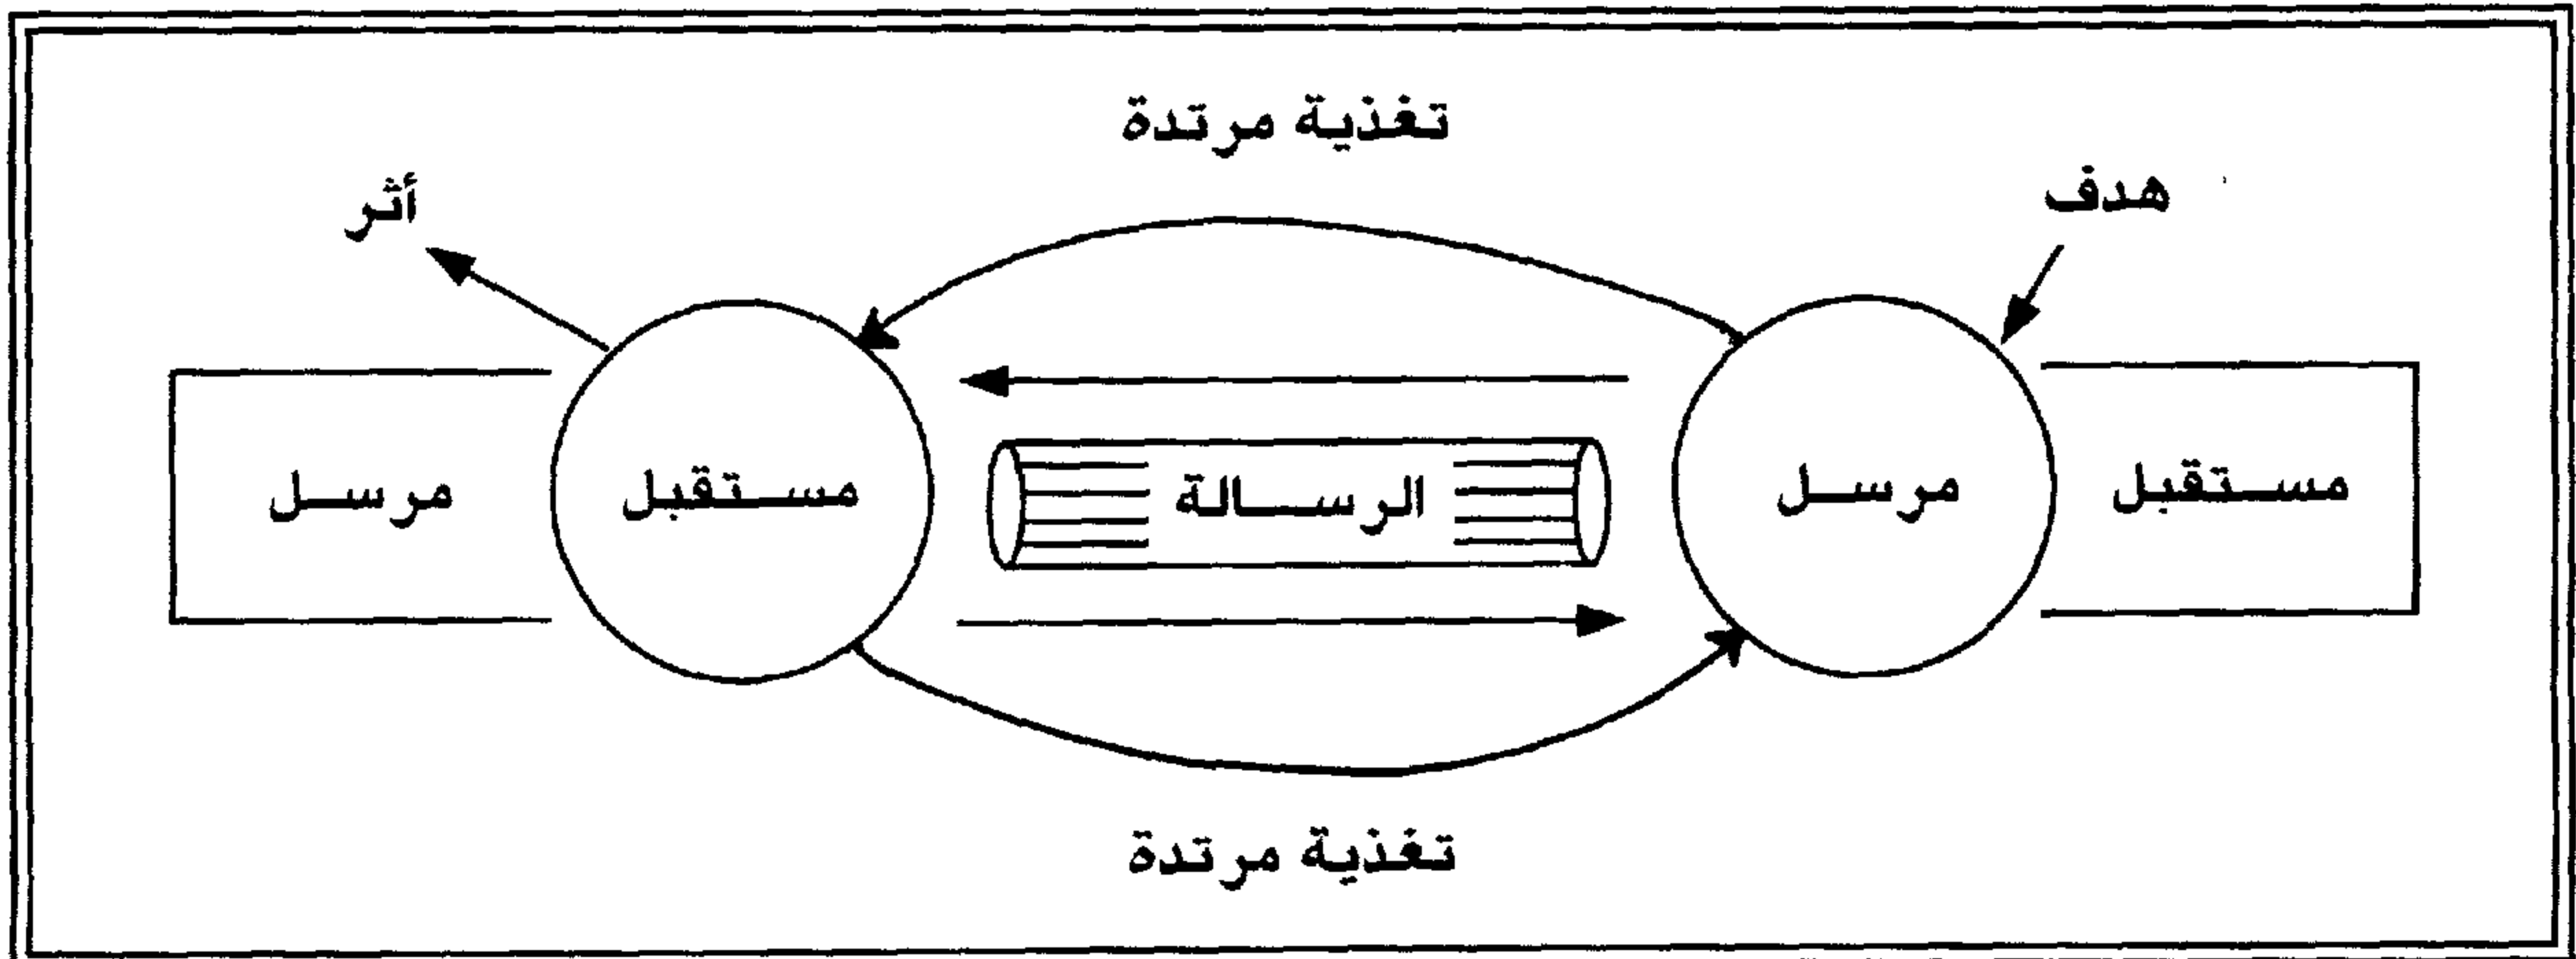 تغذية مرتدة
هدف
أثر
مستقبل
مرسل
الرسالة
مستقبل
مرسل
تغذية مرتدة